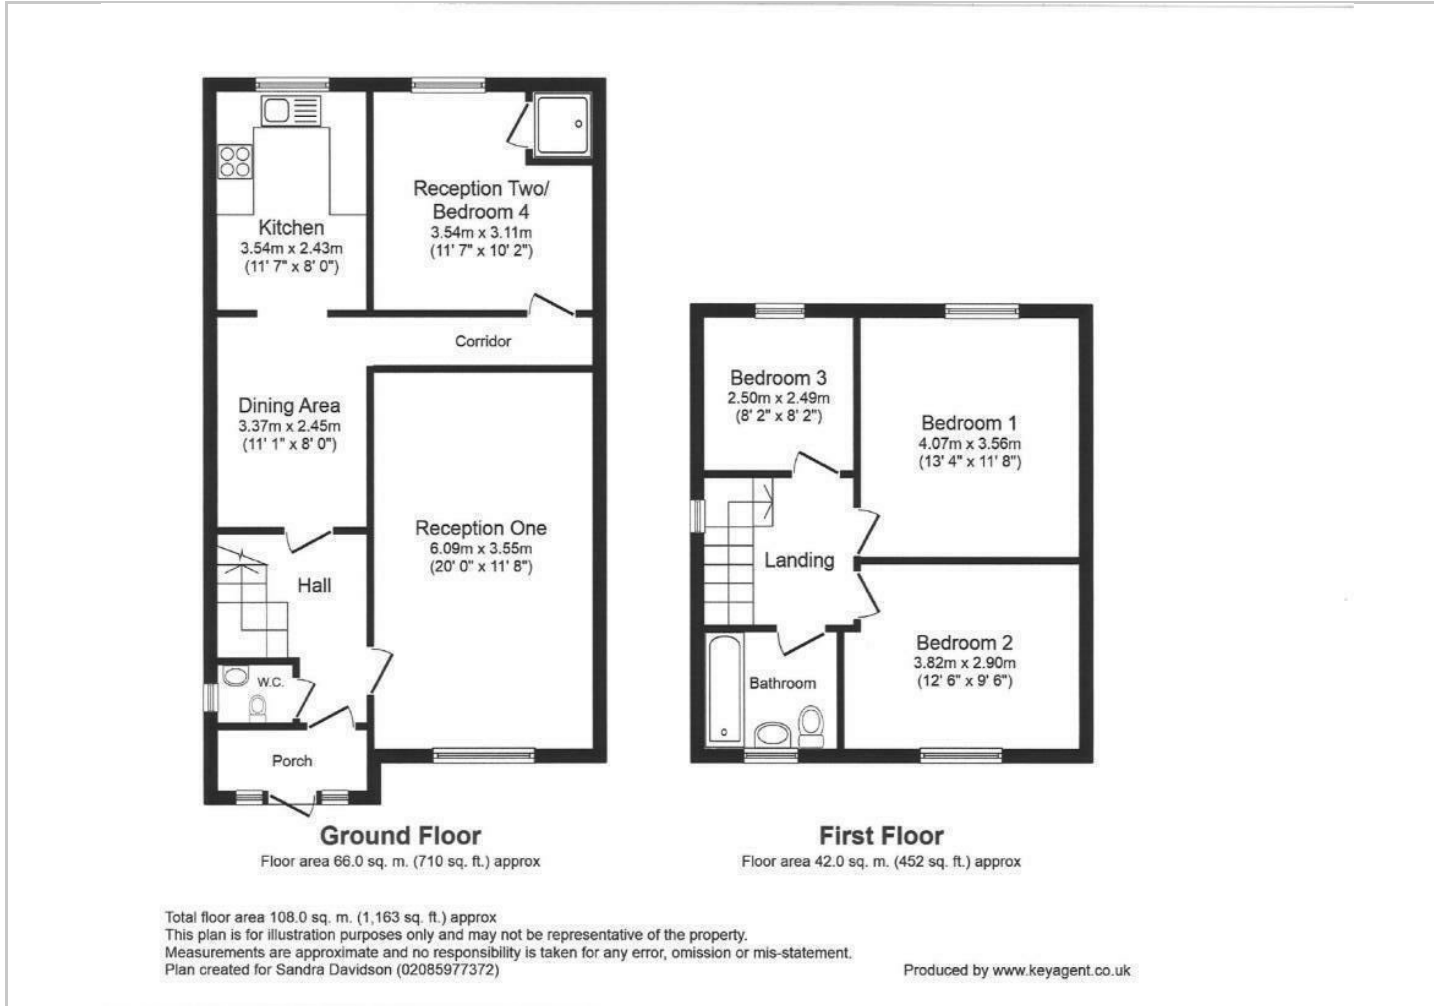 Kitchen
3.54m x 2.43m
(11' 7" x 8' 0")
Reception Two/
Bedroom 4
3.54m x 3.11m
(11' 7" x 10' 2")
Corridor
Dining Area
3.37m x 2.45m
(11' 1" x 8' 0")
Reception One
6.09m x 3.55m
(20' 0" x 11' 8")
Hall
W.C.
Porch
Ground Floor
Floor area 66.0 sq. m. (710 sq. ft.) approx
Bedroom 3
2.50m x 2.49m
(8' 2" x 8' 2")
Bedroom 1
4.07m x 3.56m
(13' 4" x 11' 8")
Landing
Bedroom 2
3.82m x 2.90m
(12' 6" x 9' 6")
Bathroom
First Floor
Floor area 42.0 sq. m. (452 sq. ft.) approx
Total floor area 108.0 sq. m. (1,163 sq. ft.) approx
This plan is for illustration purposes only and may not be representative of the property.
Measurements are approximate and no responsibility is taken for any error, omission or mis-statement.
Plan created for Sandra Davidson (02085977372)
Produced by www.keyagent.co.uk